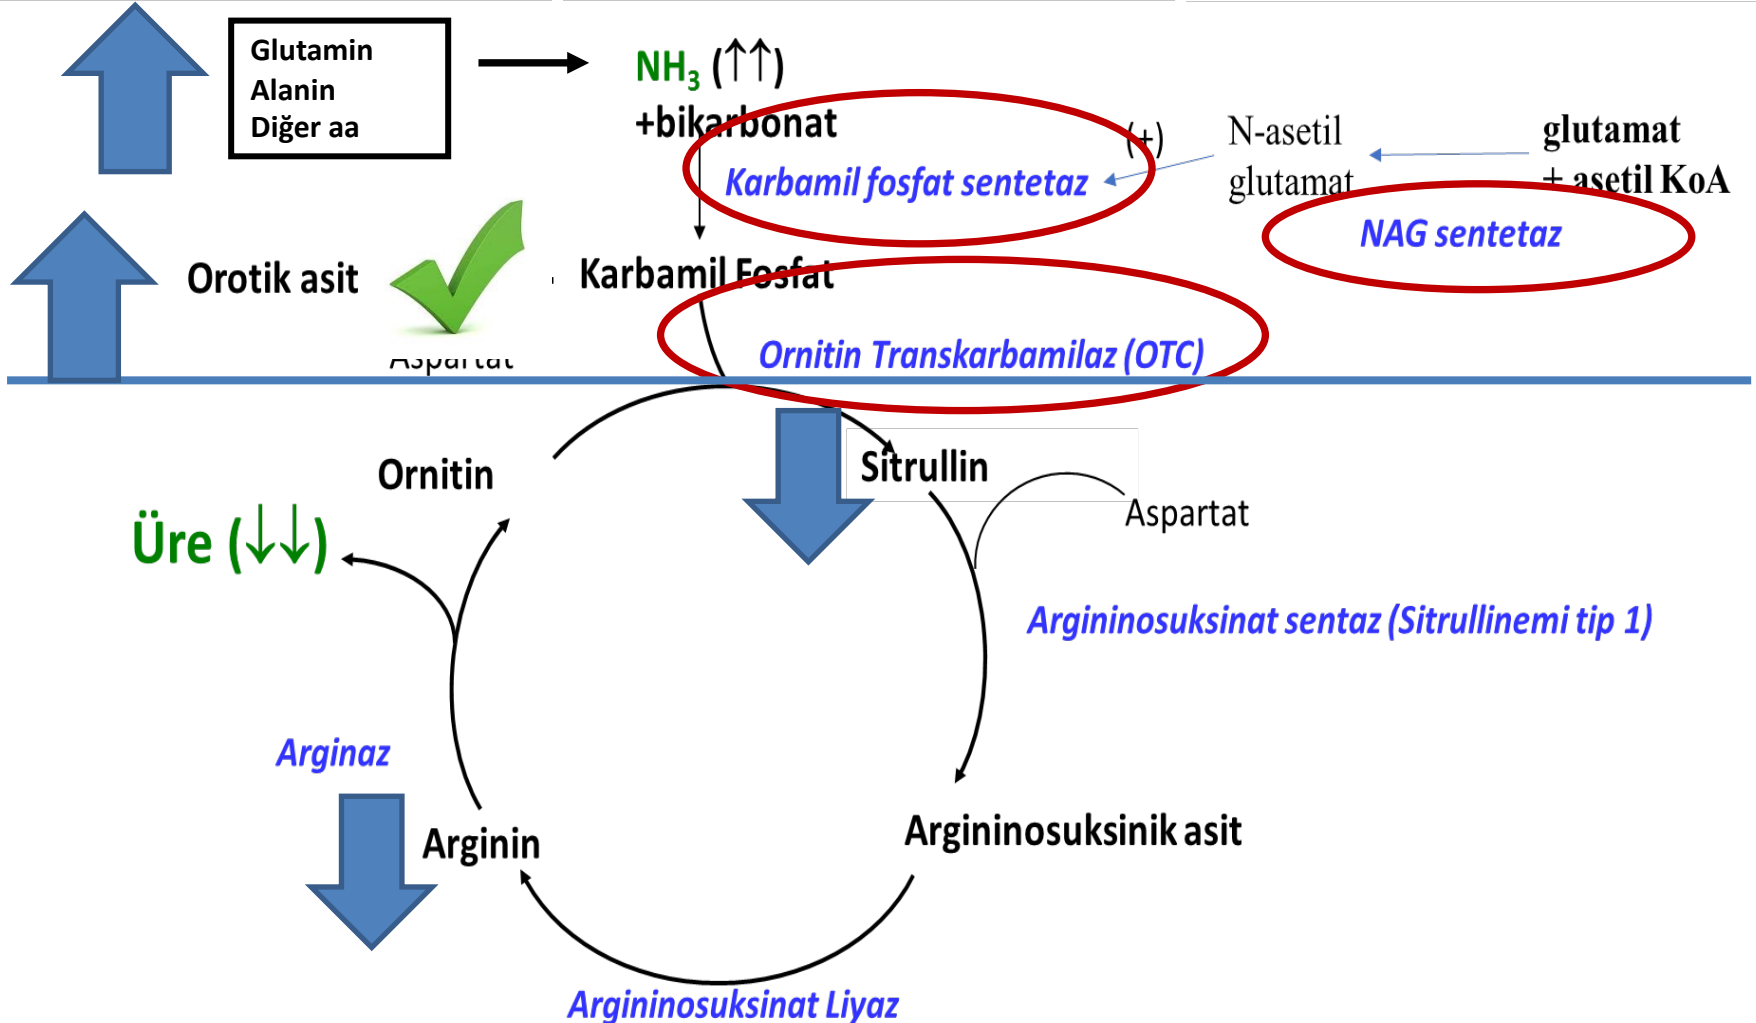 Glutamin
Alanin
Diğer aa
NH3 (↑↑)
+bikarbonat
(+)
N-asetil
glutamat
glutamat
+ asetil KoA
Karbamil fosfat sentetaz
NAG sentetaz
Orotik asit
Karbamil Fosfat
Ornitin Transkarbamilaz (OTC)
Aspartat
Ornitin
Sitrullin
Aspartat
Üre (↓↓)
Argininosuksinat sentaz (Sitrullinemi tip 1)
Arginaz
Arginin
Argininosuksinik asit
Argininosuksinat Liyaz